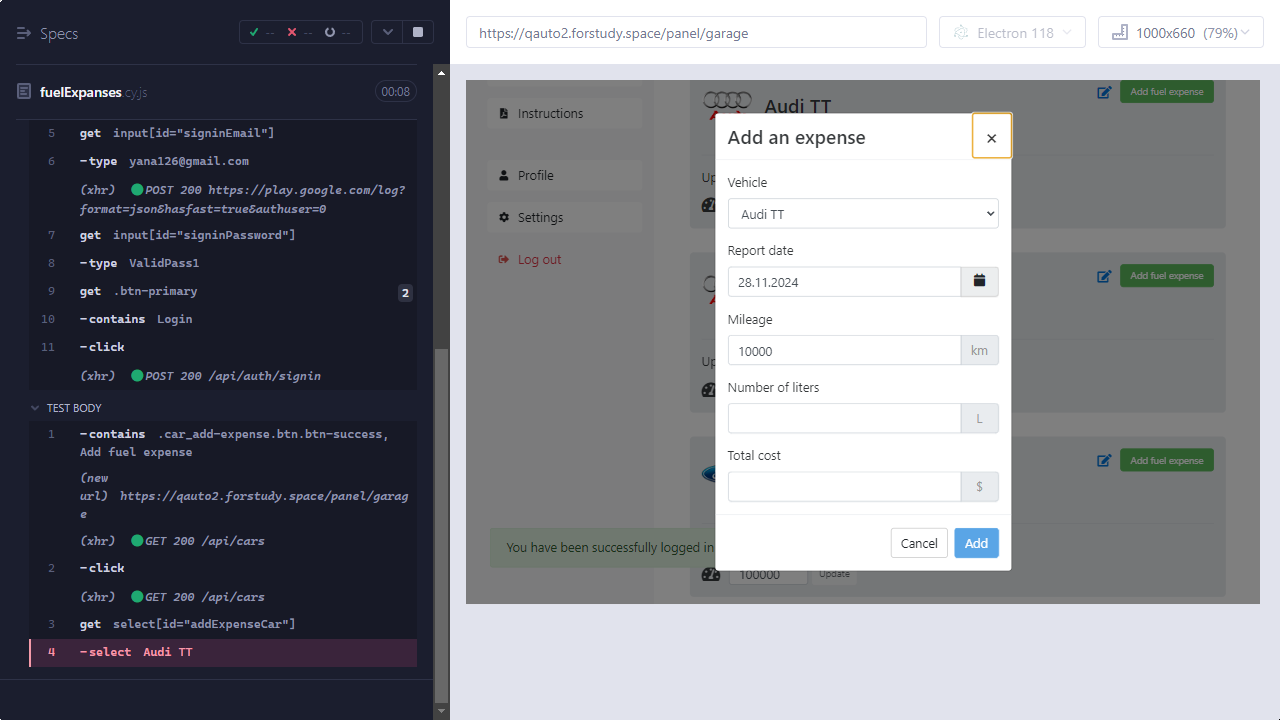 Specs
--
--
--
fuelExpanses.cy.js
00:08
5 get input[id="signinEmail"]
6 -type yana126@gmail.com
(xhr) POST 200 https://play.google.com/log?
format=json&hasfast=true&authuser=0
7 get input[id="signinPassword"]
8 -type ValidPass1
9 get .btn-primary 2
10 -contains Login
11 -click
(xhr) POST 200 /api/auth/signin
TEST BODY
1 -contains .car_add-expense.btn.btn-success,
Add fuel expense
(new
url) https://qauto2.forstudy.space/panel/garag
e
(xhr) GET 200 /api/cars
2 -click
(xhr) GET 200 /api/cars
3 get select[id="addExpenseCar"]
4 -select Audi TT
https://qauto2.forstudy.space/panel/garage
Electron 118
1000x660 (79%)
Instructions
Profile
Settings
Log out
You have been successfully logged in
Audi TT
Add fuel expense
Up
Add fuel expense
Up
Add fuel expense
100000
Update
Add an expense
×
Vehicle
Audi TT
Report date
28.11.2024
Mileage
10000 km
Number of liters
L
Total cost
$
Cancel
Add